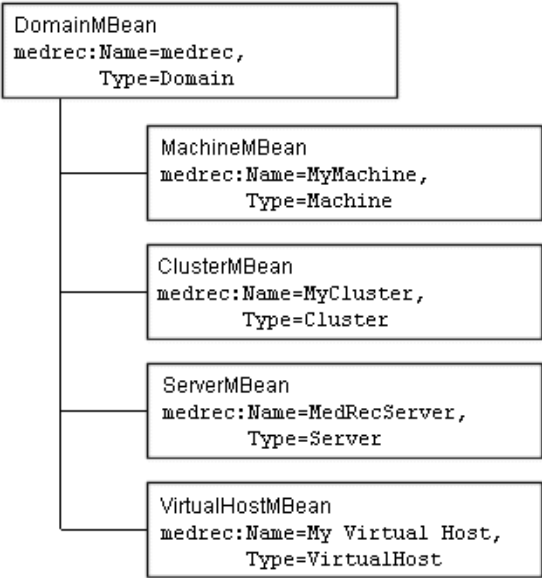 DomainMBean
medrec:Name=medrec,
Type=Domain
MachineMBean
medrec:Name=MyMachine,
Type=Machine
ClusterMBean
medrec:Name=MyCluster,
Type=Cluster
ServerMBean
medrec:Name=MedRecServer,
Type=Server
VirtualHostMBean
medrec:Name=My Virtual Host,
Type=VirtualHost